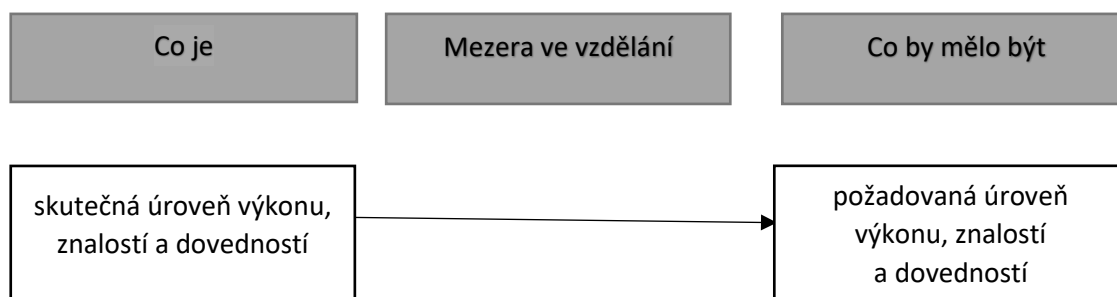 Co je
Mezera ve vzdělání
Co by mělo být
skutečná úroveň výkonu,
znalostí a dovedností
požadovaná úroveň
výkonu, znalostí
a dovedností